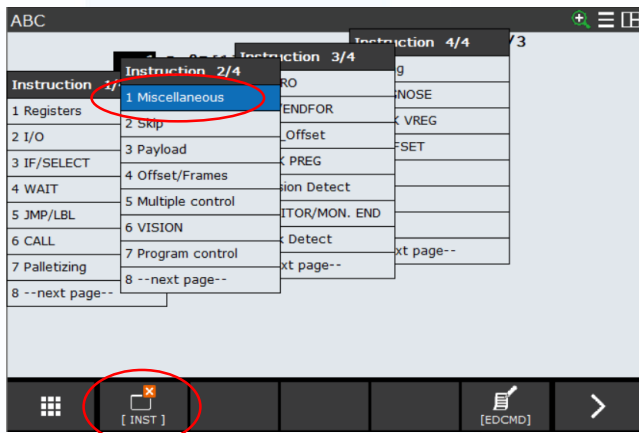 ABC
/3
Instruction 4/4
Instruction 3/4
Instruction 2/4
Instruction 1/
1 Miscellaneous
2 Skip
3 Payload
4 Offset/Frames
5 Multiple control
6 VISION
7 Program control
8 --next page--
1 Registers
2 I/O
3 IF/SELECT
4 WAIT
5 JMP/LBL
6 CALL
7 Palletizing
8 --next page--
RO
/ENDFOR
_Offset
K PREG
sion Detect
ITOR/MON. END
k Detect
xt page--
g
GNOSE
K VREG
FSET
xt page--
[ INST ]
[EDCMD]